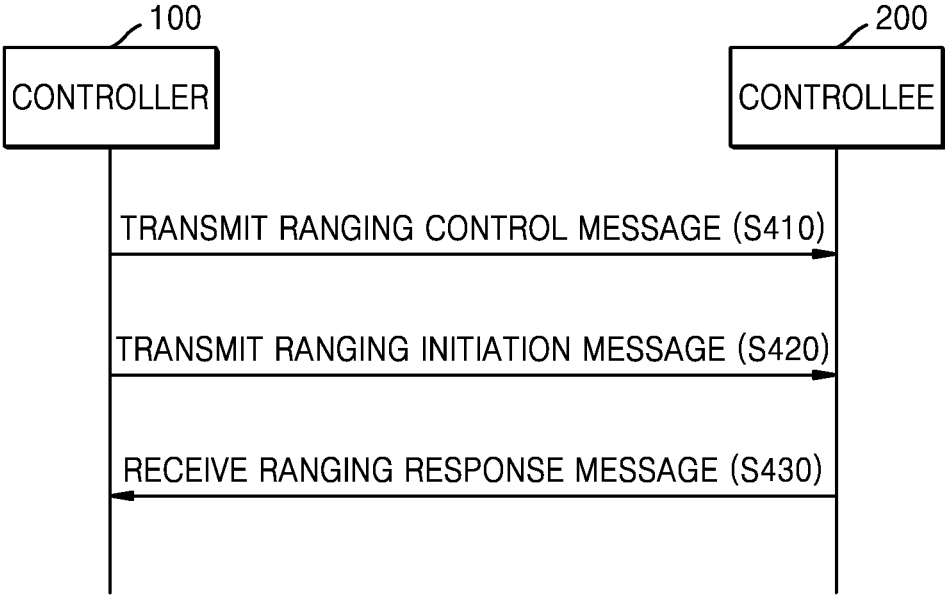 100
200
CONTROLLER
CONTROLLEE
TRANSMIT RANGING CONTROL MESSAGE (S410)
TRANSMIT RANGING INITIATION MESSAGE (S420)
RECEIVE RANGING RESPONSE MESSAGE (S430)